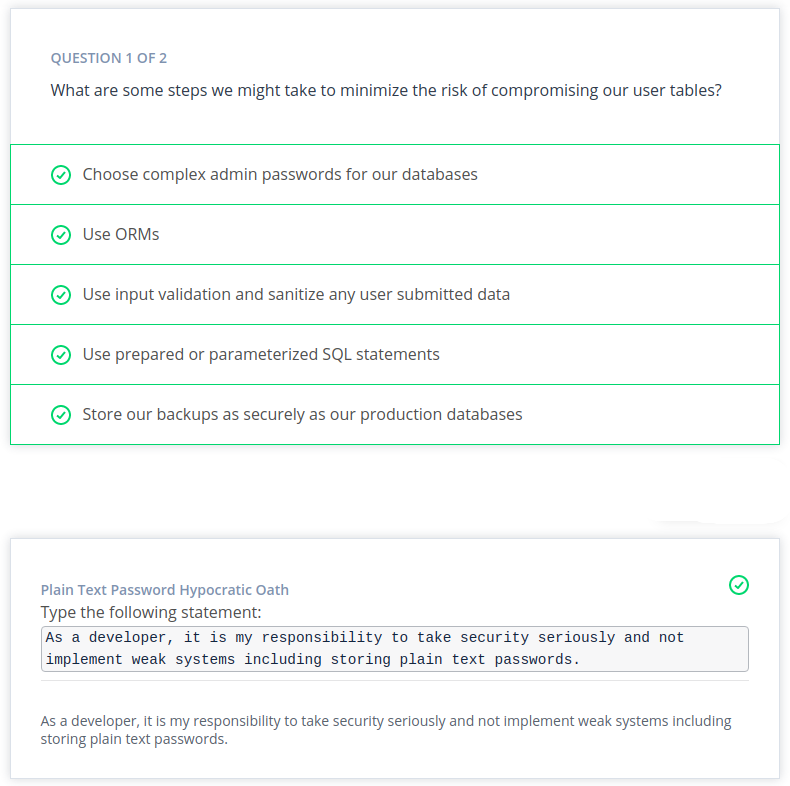 QUESTION 1 OF 2
What are some steps we might take to minimize the risk of compromising our user tables?
Choose complex admin passwords for our databases
Use ORMs
Use input validation and sanitize any user submitted data
Use prepared or parameterized SQL statements
Store our backups as securely as our production databases
Plain Text Password Hypocratic Oath
Type the following statement:
As a developer, it is my responsibility to take security seriously and not
implement weak systems including storing plain text passwords.
As a developer, it is my responsibility to take security seriously and not implement weak systems including
storing plain text passwords.